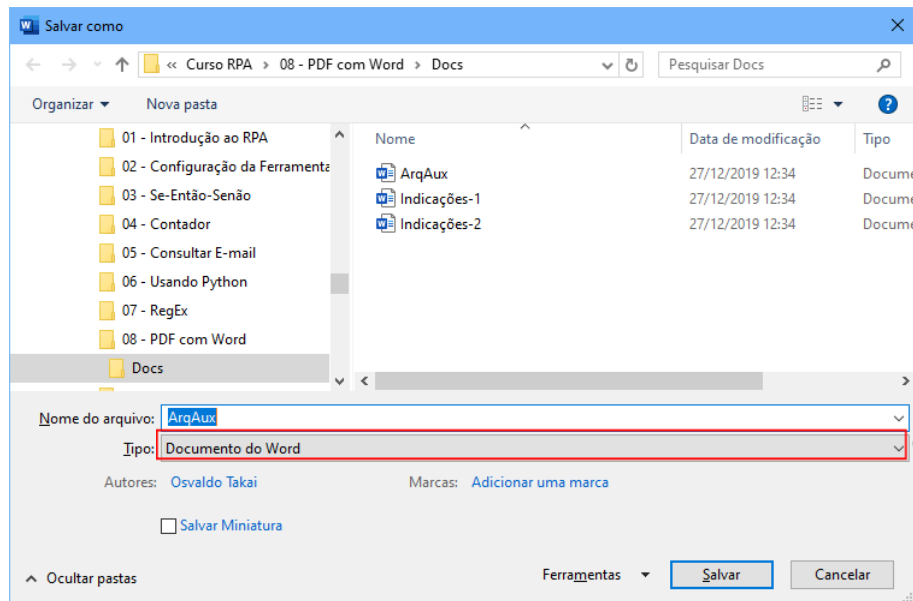 Salvar como
« Curso RPA › 08 - PDF com Word › Docs
Pesquisar Docs
Organizar
Nova pasta
01 - Introdução ao RPA
02 - Configuração da Ferramenta
03 - Se-Então-Senão
04 - Contador
05 - Consultar E-mail
06 - Usando Python
07 - RegEx
08 - PDF com Word
Docs
Nome Data de modificação Tipo
ArqAux 27/12/2019 12:34 Docume
Indicações-1 27/12/2019 12:34 Docume
Indicações-2 27/12/2019 12:34 Docume
Nome do arquivo: ArqAux
Tipo: Documento do Word
Autores: Osvaldo Takai Marcas: Adicionar uma marca
Salvar Miniatura
Ocultar pastas Ferramentas Salvar Cancelar